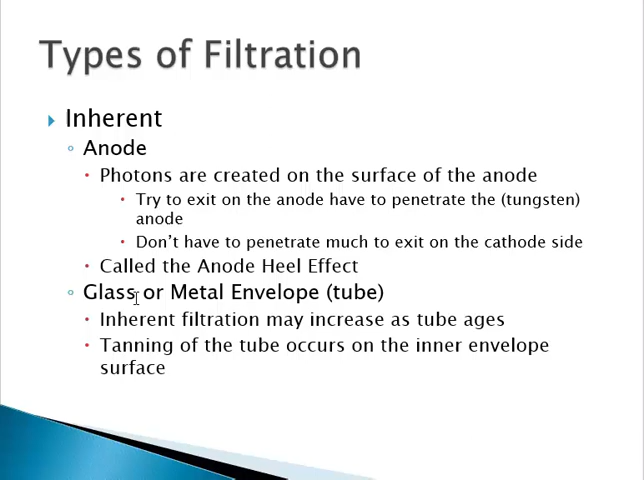 Types of Filtration
Inherent
Anode
Photons are created on the surface of the anode
Try to exit on the anode have to penetrate the (tungsten)
anode
Don't have to penetrate much to exit on the cathode side
Called the Anode Heel Effect
Glass or Metal Envelope (tube)
Inherent filtration may increase as tube ages
Tanning of the tube occurs on the inner envelope
surface